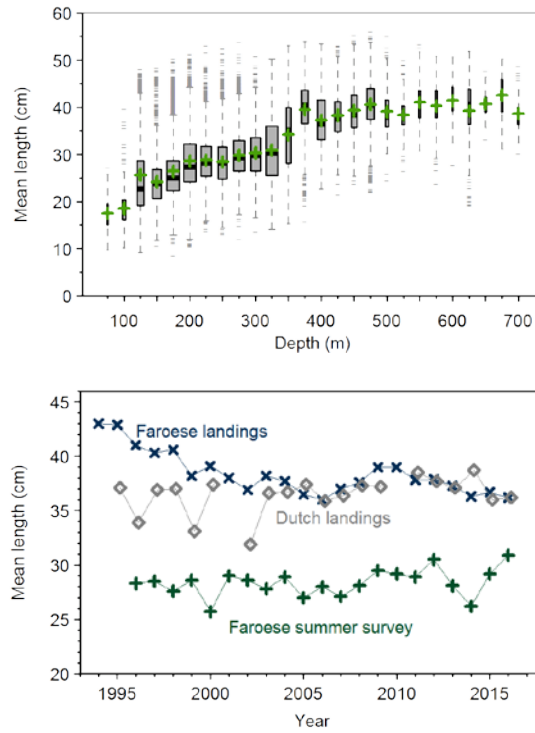 60
50
40
30
20
10
0
Mean length (cm)
100 200 300 400 500 600 700
Depth (m)
45
40
35
30
25
20
Mean length (cm)
Faroese landings
Dutch landings
Faroese summer survey
1995 2000 2005 2010 2015
Year